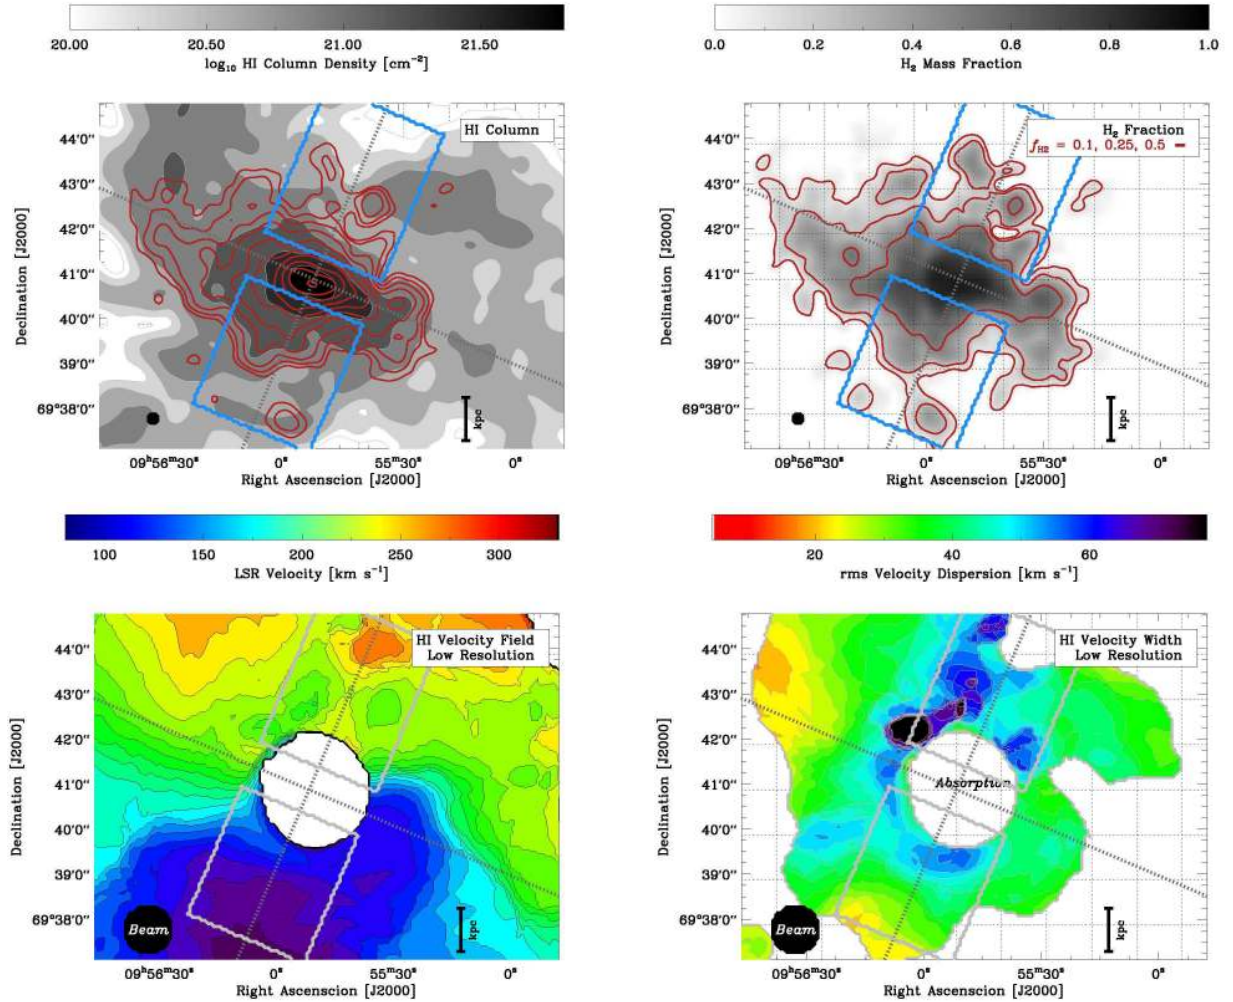 20.00 20.50 21.00 21.50
log₁₀ HI Column Density [cm⁻²]
0.0 0.2 0.4 0.6 0.8 1.0
H₂ Mass Fraction
HI Column
44'0''
43'0''
42'0''
41'0''
40'0''
39'0''
69°38'0''
Declination [J2000]
kpc
09ʰ56ᵐ30ˢ 0ˢ 55ᵐ30ˢ 0ˢ
Right Ascension [J2000]
H₂ Fraction
f_H2 = 0.1, 0.25, 0.5
44'0''
43'0''
42'0''
41'0''
40'0''
39'0''
69°38'0''
Declination [J2000]
kpc
09ʰ56ᵐ30ˢ 0ˢ 55ᵐ30ˢ 0ˢ
Right Ascension [J2000]
100 150 200 250 300
LSR Velocity [km s⁻¹]
20 40 60
rms Velocity Dispersion [km s⁻¹]
HI Velocity Field
Low Resolution
44'0''
43'0''
42'0''
41'0''
40'0''
39'0''
69°38'0''
Declination [J2000]
Beam
kpc
09ʰ56ᵐ30ˢ 0ˢ 55ᵐ30ˢ 0ˢ
Right Ascension [J2000]
HI Velocity Width
Low Resolution
Absorption
44'0''
43'0''
42'0''
41'0''
40'0''
39'0''
69°38'0''
Declination [J2000]
Beam
kpc
09ʰ56ᵐ30ˢ 0ˢ 55ᵐ30ˢ 0ˢ
Right Ascension [J2000]